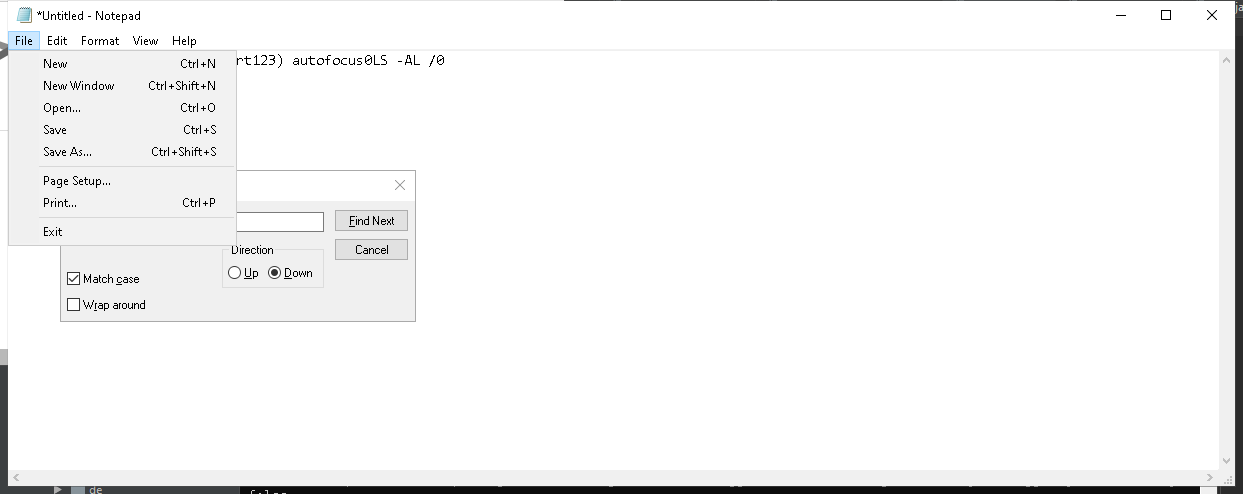 *Untitled - Notepad
File Edit Format View Help
rt123) autofocus0LS -AL /0
New Ctrl+N
New Window Ctrl+Shift+N
Open... Ctrl+O
Save Ctrl+S
Save As... Ctrl+Shift+S
Page Setup...
Print... Ctrl+P
Exit
Find Next
Cancel
Direction
Up Down
Match case
Wrap around
de